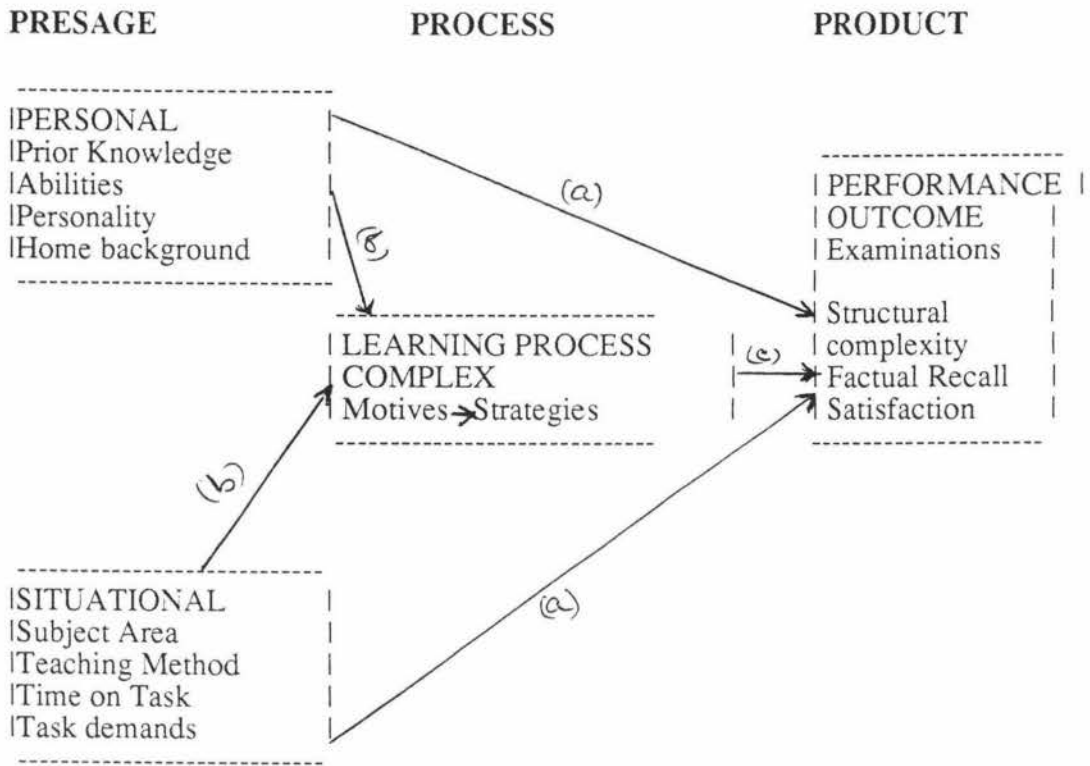 PRESAGE PROCESS PRODUCT
PERSONAL
Prior Knowledge
Abilities
Personality
Home background
(a)
PERFORMANCE
OUTCOME
Examinations
Structural
complexity
Factual Recall
Satisfaction
LEARNING PROCESS
COMPLEX
Motives→Strategies
(c)
(b)
SITUATIONAL
Subject Area
Teaching Method
Time on Task
Task demands
(a)